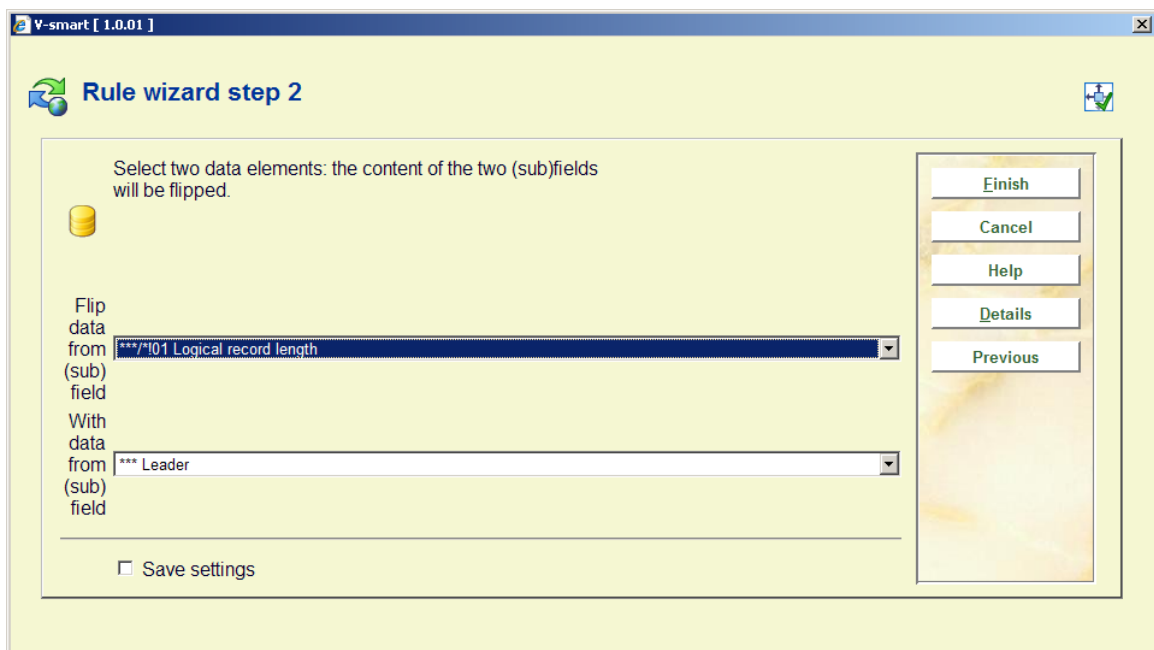 V-smart [ 1.0.01 ]
Rule wizard step 2
Select two data elements: the content of the two (sub)fields
will be flipped.
Flip
data
from
(sub)
field
***/*!01 Logical record length
With
data
from
(sub)
field
*** Leader
Save settings
Finish
Cancel
Help
Details
Previous